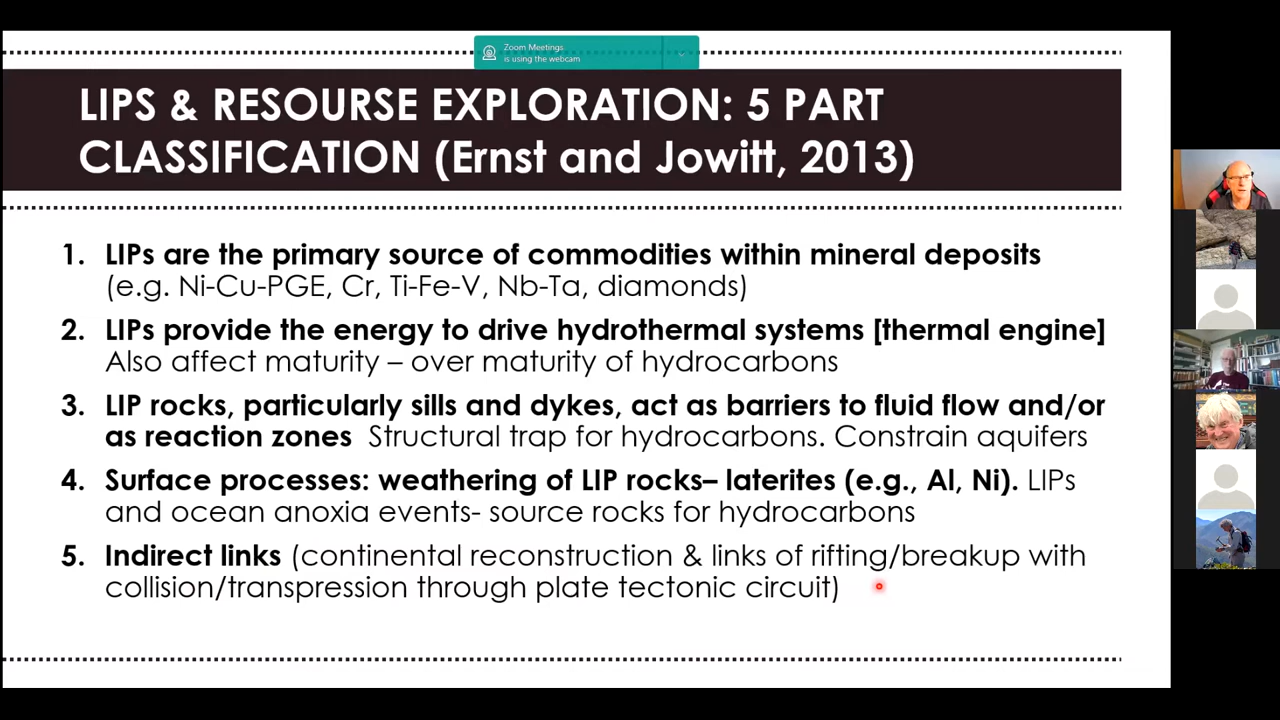 Zoom Meetings
is using the webcam
LIPS & RESOURSE EXPLORATION: 5 PART
CLASSIFICATION (Ernst and Jowitt, 2013)
1. LIPs are the primary source of commodities within mineral deposits
(e.g. Ni-Cu-PGE, Cr, Ti-Fe-V, Nb-Ta, diamonds)
2. LIPs provide the energy to drive hydrothermal systems [thermal engine]
Also affect maturity – over maturity of hydrocarbons
3. LIP rocks, particularly sills and dykes, act as barriers to fluid flow and/or
as reaction zones Structural trap for hydrocarbons. Constrain aquifers
4. Surface processes: weathering of LIP rocks– laterites (e.g., Al, Ni). LIPs
and ocean anoxia events- source rocks for hydrocarbons
5. Indirect links (continental reconstruction & links of rifting/breakup with
collision/transpression through plate tectonic circuit)